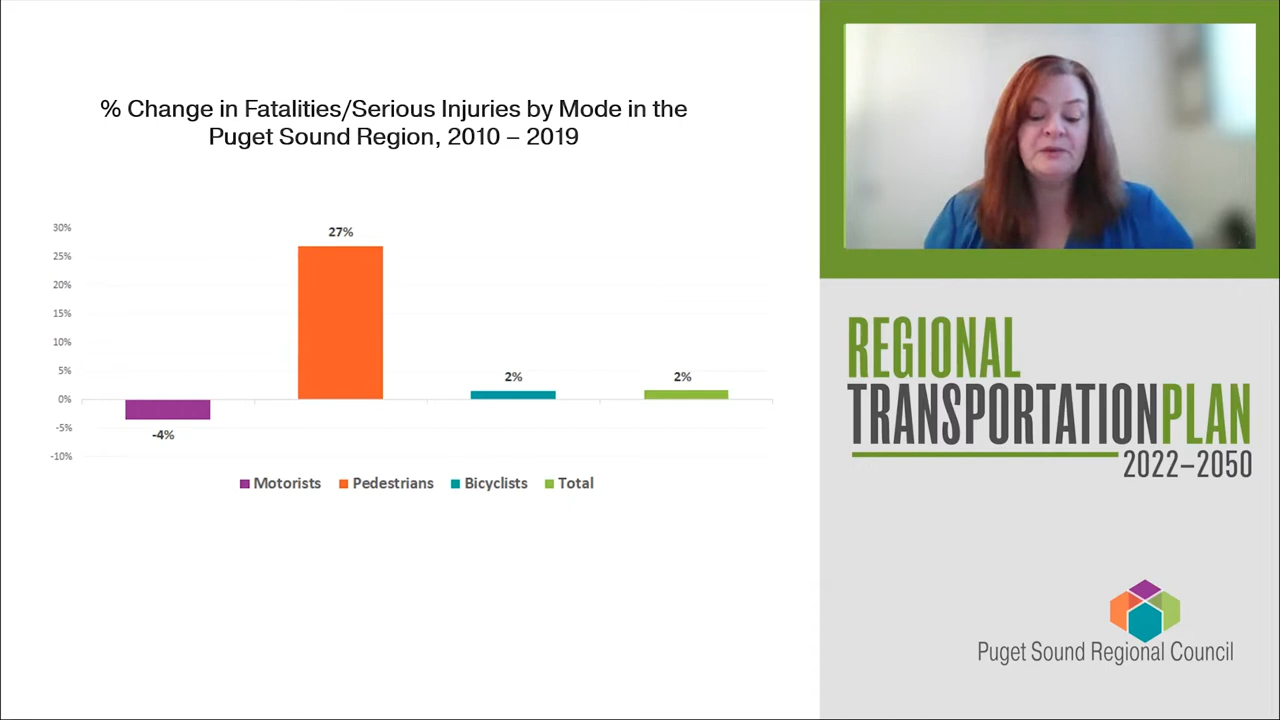 % Change in Fatalities/Serious Injuries by Mode in the
Puget Sound Region, 2010 – 2019
30%
25%
20%
15%
10%
5%
0%
-5%
-10%
-4%
27%
2%
2%
Motorists
Pedestrians
Bicyclists
Total
REGIONAL
TRANSPORTATIONPLAN
2022–2050
Puget Sound Regional Council